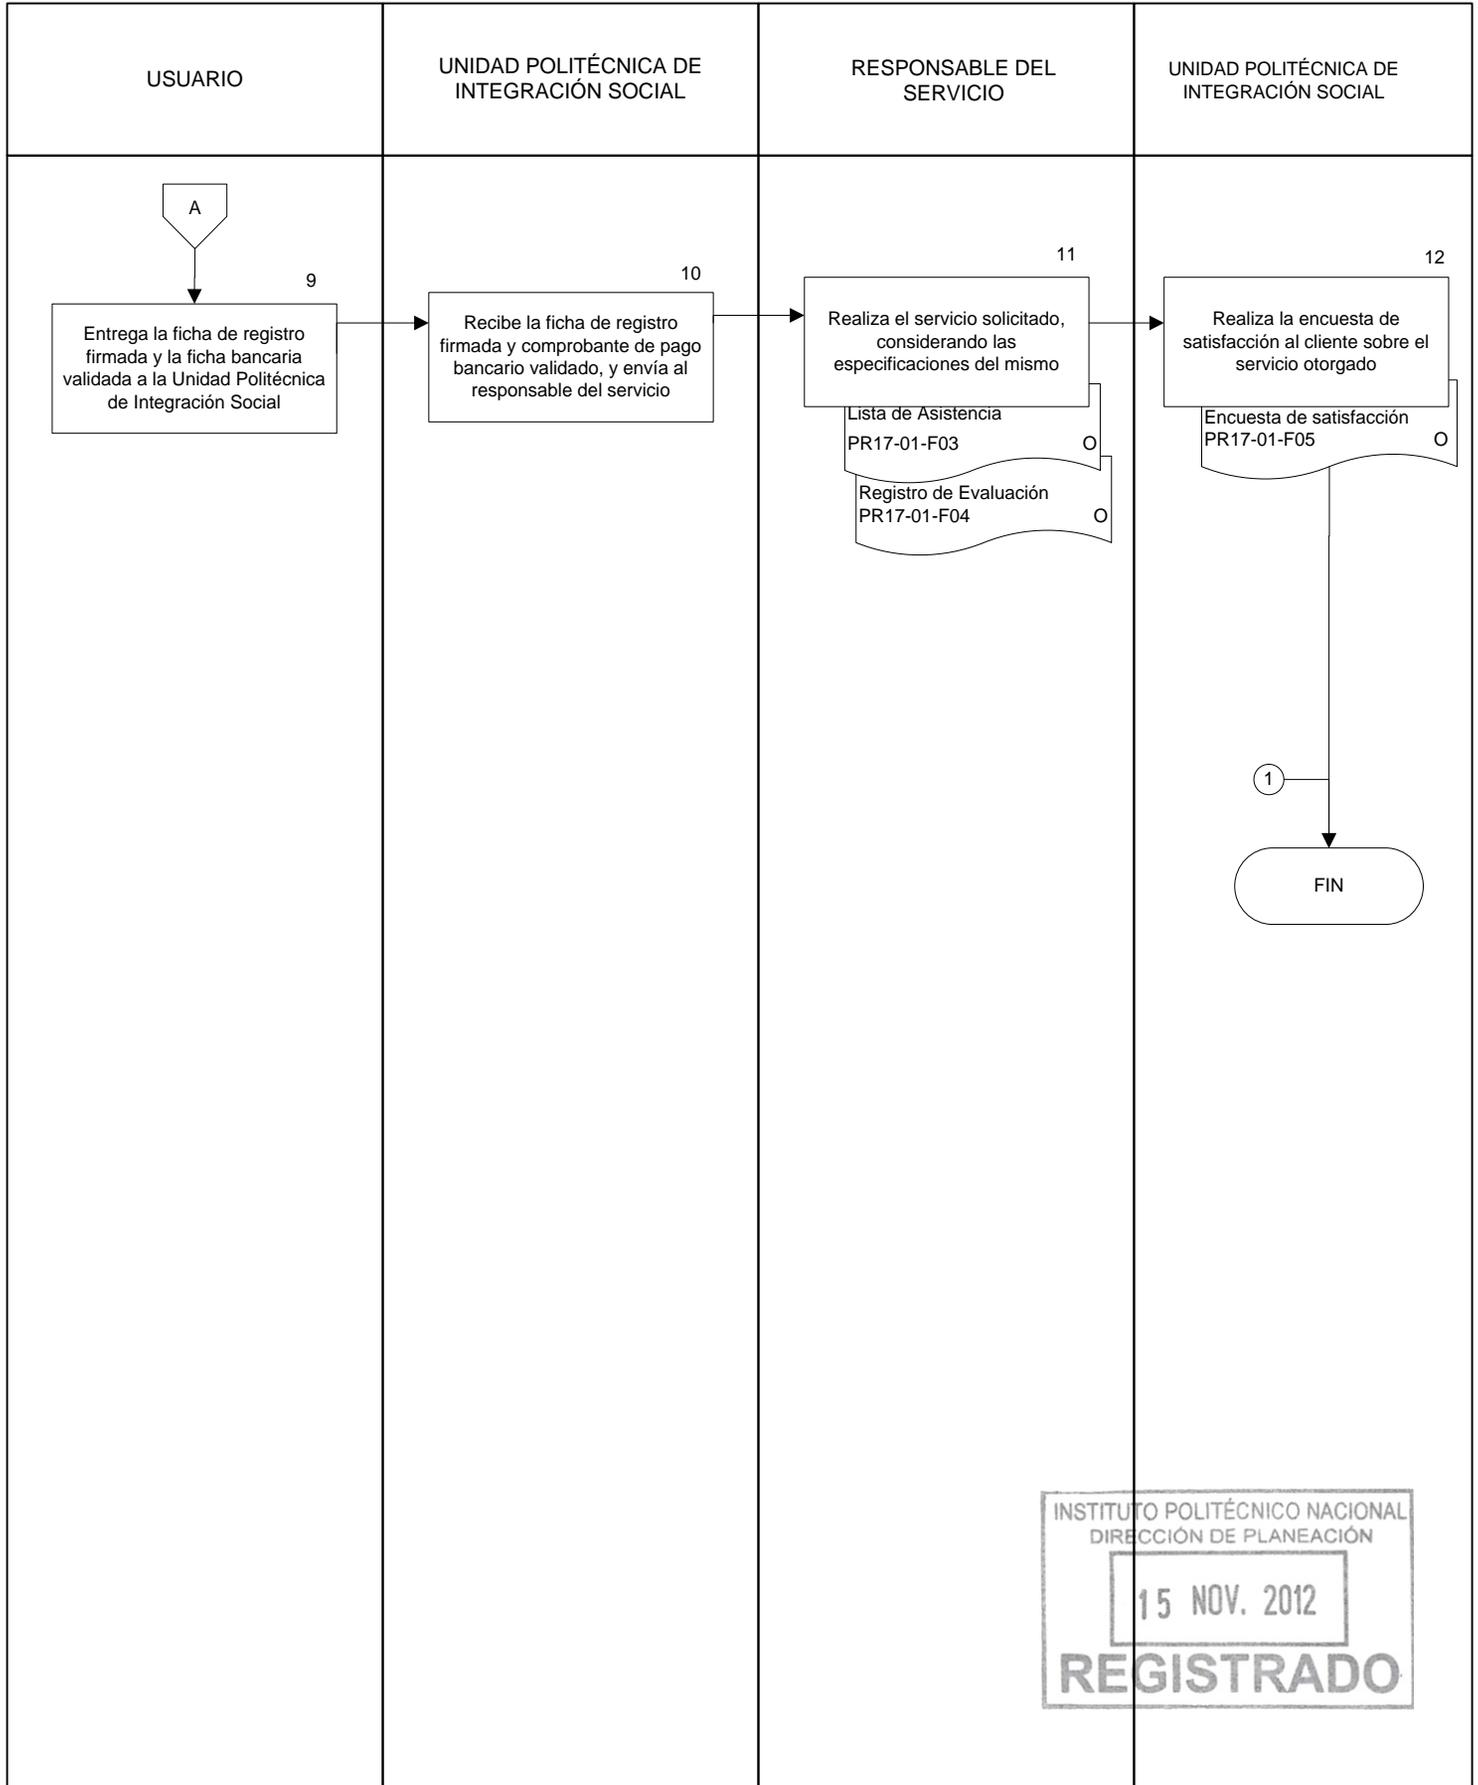 USUARIO
UNIDAD POLITÉCNICA DE
INTEGRACIÓN SOCIAL
RESPONSABLE DEL
SERVICIO
UNIDAD POLITÉCNICA DE
INTEGRACIÓN SOCIAL
A
9
Entrega la ficha de registro
firmada y la ficha bancaria
validada a la Unidad Politécnica
de Integración Social
10
Recibe la ficha de registro
firmada y comprobante de pago
bancario validado, y envía al
responsable del servicio
11
Realiza el servicio solicitado,
considerando las
especificaciones del mismo
Lista de Asistencia
PR17-01-F03 O
Registro de Evaluación
PR17-01-F04 O
12
Realiza la encuesta de
satisfacción al cliente sobre el
servicio otorgado
Encuesta de satisfacción
PR17-01-F05 O
1
FIN
INSTITUTO POLITÉCNICO NACIONAL
DIRECCIÓN DE PLANEACIÓN
15 NOV. 2012
REGISTRADO